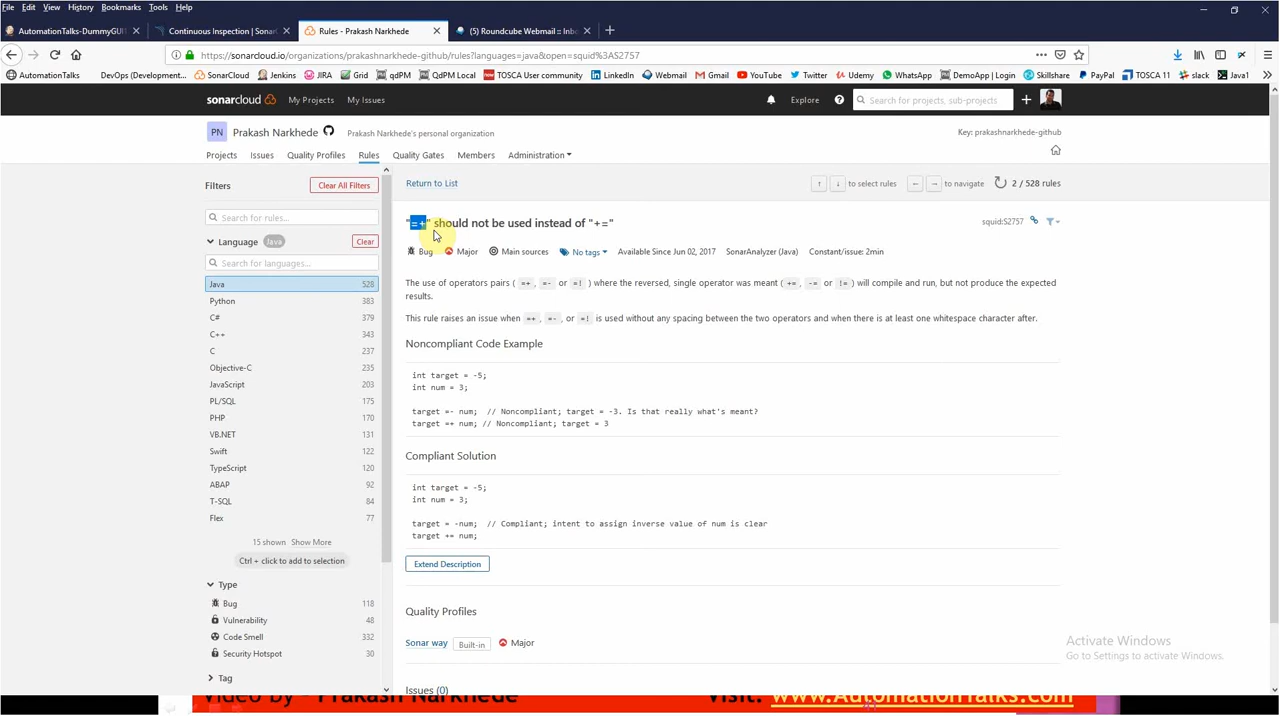 File Edit View History Bookmarks Tools Help
AutomationTalks-DummyGUI Continuous Inspection | Sonar Rules - Prakash Narkhede (5) Roundcube Webmail :: Inb
https://sonarcloud.io/organizations/prakashnarkhede-github/rules?languages=java&open=squid%3AS2757
AutomationTalks DevOps (Development... SonarCloud Jenkins JIRA Grid qdPM qdPM Local TOSCA User community LinkedIn Webmail Gmail YouTube Twitter Udemy WhatsApp DemoApp | Login Skillshare PayPal TOSCA 11 slack Java1
sonarcloud My Projects My Issues Explore Search for projects, sub-projects
PN Prakash Narkhede Prakash Narkhede's personal organization Key: prakashnarkhede-github
Projects Issues Quality Profiles Rules Quality Gates Members Administration
Filters Clear All Filters
Search for rules...
Language Java Clear
Search for languages...
Java 528
Python 383
C# 379
C++ 343
C 237
Objective-C 235
JavaScript 203
PL/SQL 175
PHP 170
VB.NET 131
Swift 122
TypeScript 120
ABAP 92
T-SQL 84
Flex 77
15 shown Show More
Ctrl + click to add to selection
Type
Bug 118
Vulnerability 48
Code Smell 332
Security Hotspot 30
Tag
Return to List ↑ ↓ to select rules ← → to navigate 2 / 528 rules
"=+" should not be used instead of "+=" squid:S2757
Bug Major Main sources No tags Available Since Jun 02, 2017 SonarAnalyzer (Java) Constant/issue: 2min
The use of operators pairs ( =+, =- or =! ) where the reversed, single operator was meant ( +=, -= or != ) will compile and run, but not produce the expected
results.
This rule raises an issue when =+, =-, or =! is used without any spacing between the two operators and when there is at least one whitespace character after.
Noncompliant Code Example
int target = -5;
int num = 3;
target =- num;  // Noncompliant; target = -3. Is that really what's meant?
target =+ num; // Noncompliant; target = 3
Compliant Solution
int target = -5;
int num = 3;
target = -num;  // Compliant; intent to assign inverse value of num is clear
target += num;
Extend Description
Quality Profiles
Sonar way Built-in Major
Issues (0)
Activate Windows
Go to Settings to activate Windows.
Video by - Prakash Narkhede Visit: www.AutomationTalks.com